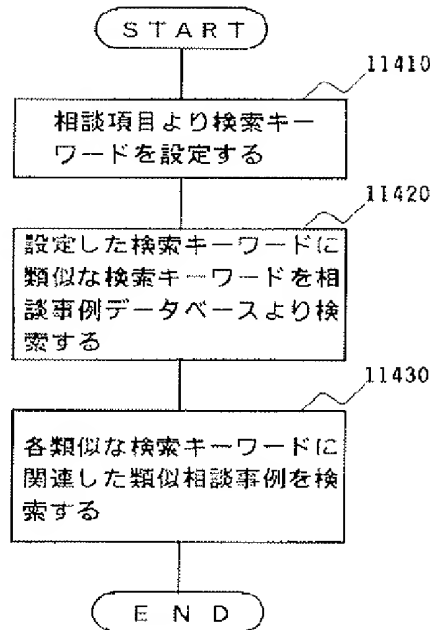 START
11410
相談項目より検索キー
ワードを設定する
11420
設定した検索キーワードに
類似な検索キーワードを相
談事例データベースより検
索する
11430
各類似な検索キーワードに
関連した類似相談事例を検
索する
END